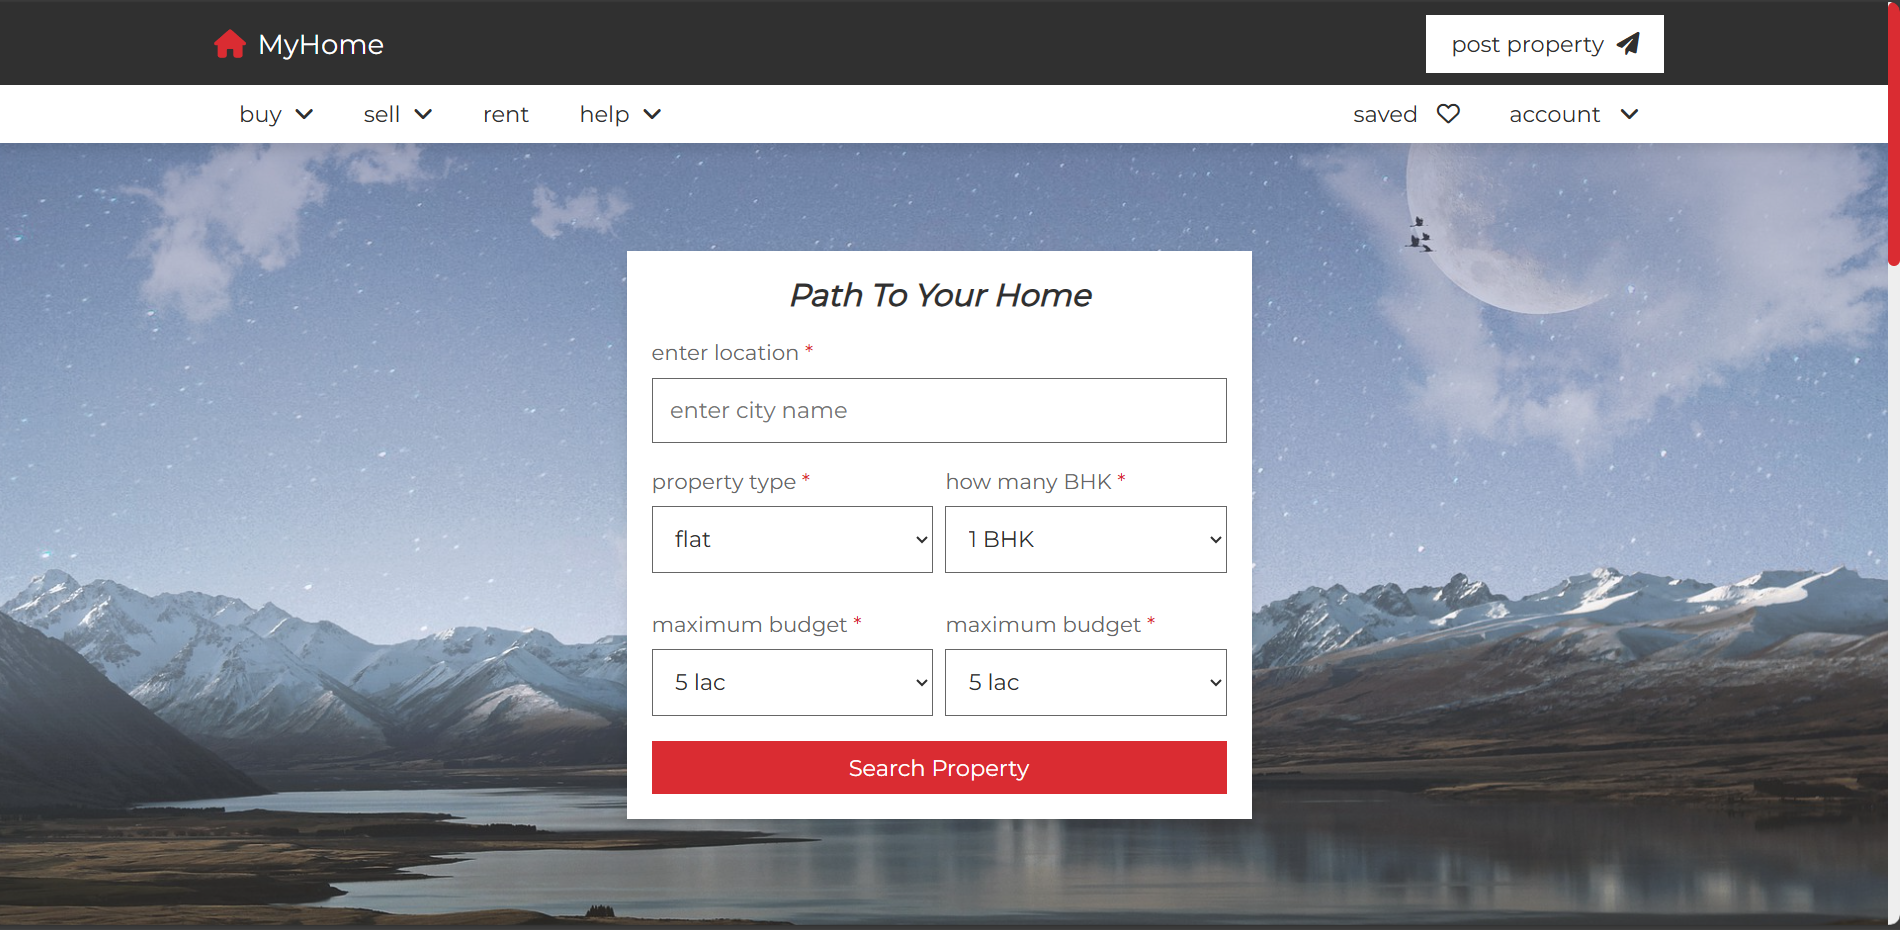 MyHome
post property
buy
sell
rent
help
saved
account
Path To Your Home
enter location *
enter city name
property type *
how many BHK *
flat
1 BHK
maximum budget *
maximum budget *
5 lac
5 lac
Search Property